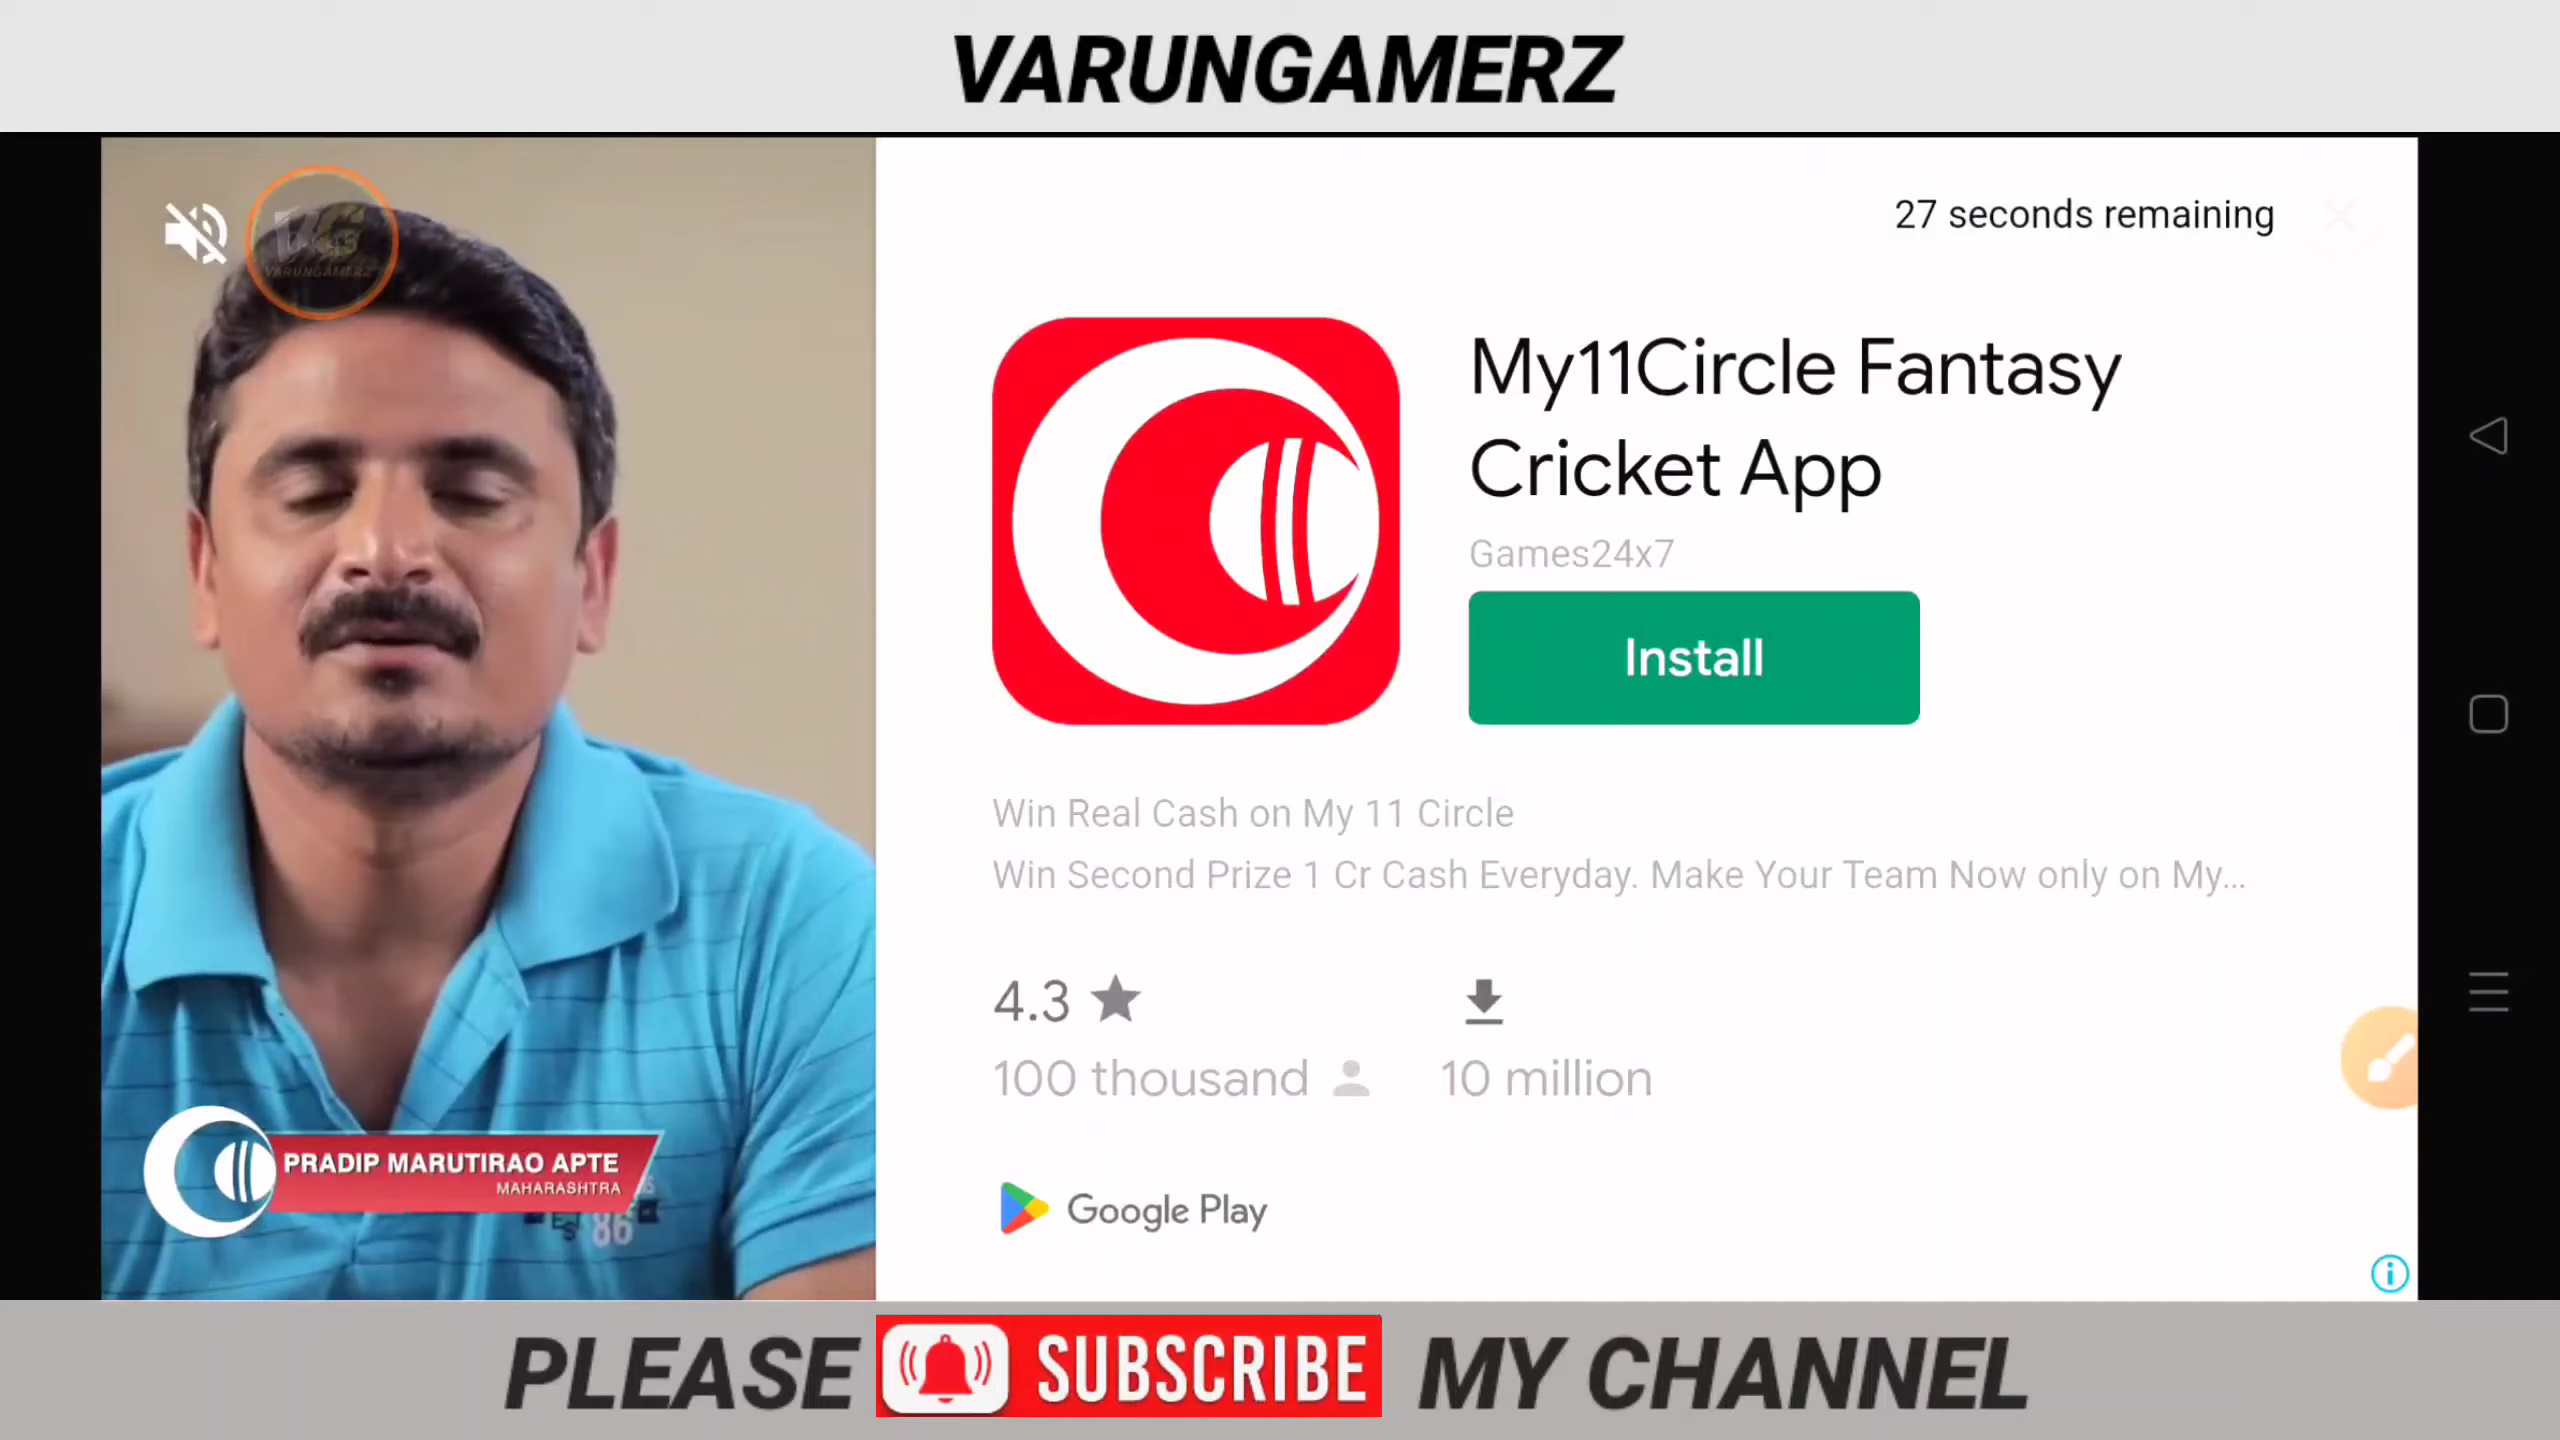 VARUNGAMERZ
VARUNGAMERZ
27 seconds remaining
My11Circle Fantasy
Cricket App
Games24x7
Install
Win Real Cash on My 11 Circle
Win Second Prize 1 Cr Cash Everyday. Make Your Team Now only on My...
4.3
100 thousand
10 million
PRADIP MARUTIRAO APTE
MAHARASHTRA
86
Google Play
PLEASE SUBSCRIBE MY CHANNEL